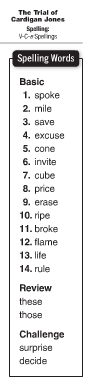 The Trial of
Cardigan Jones
Spelling:
V-C-e Spellings
Spelling Words
Basic
1. spoke
2. mile
3. save
4. excuse
5. cone
6. invite
7. cube
8. price
9. erase
10. ripe
11. broke
12. flame
13. life
14. rule
Review
these
those
Challenge
surprise
decide